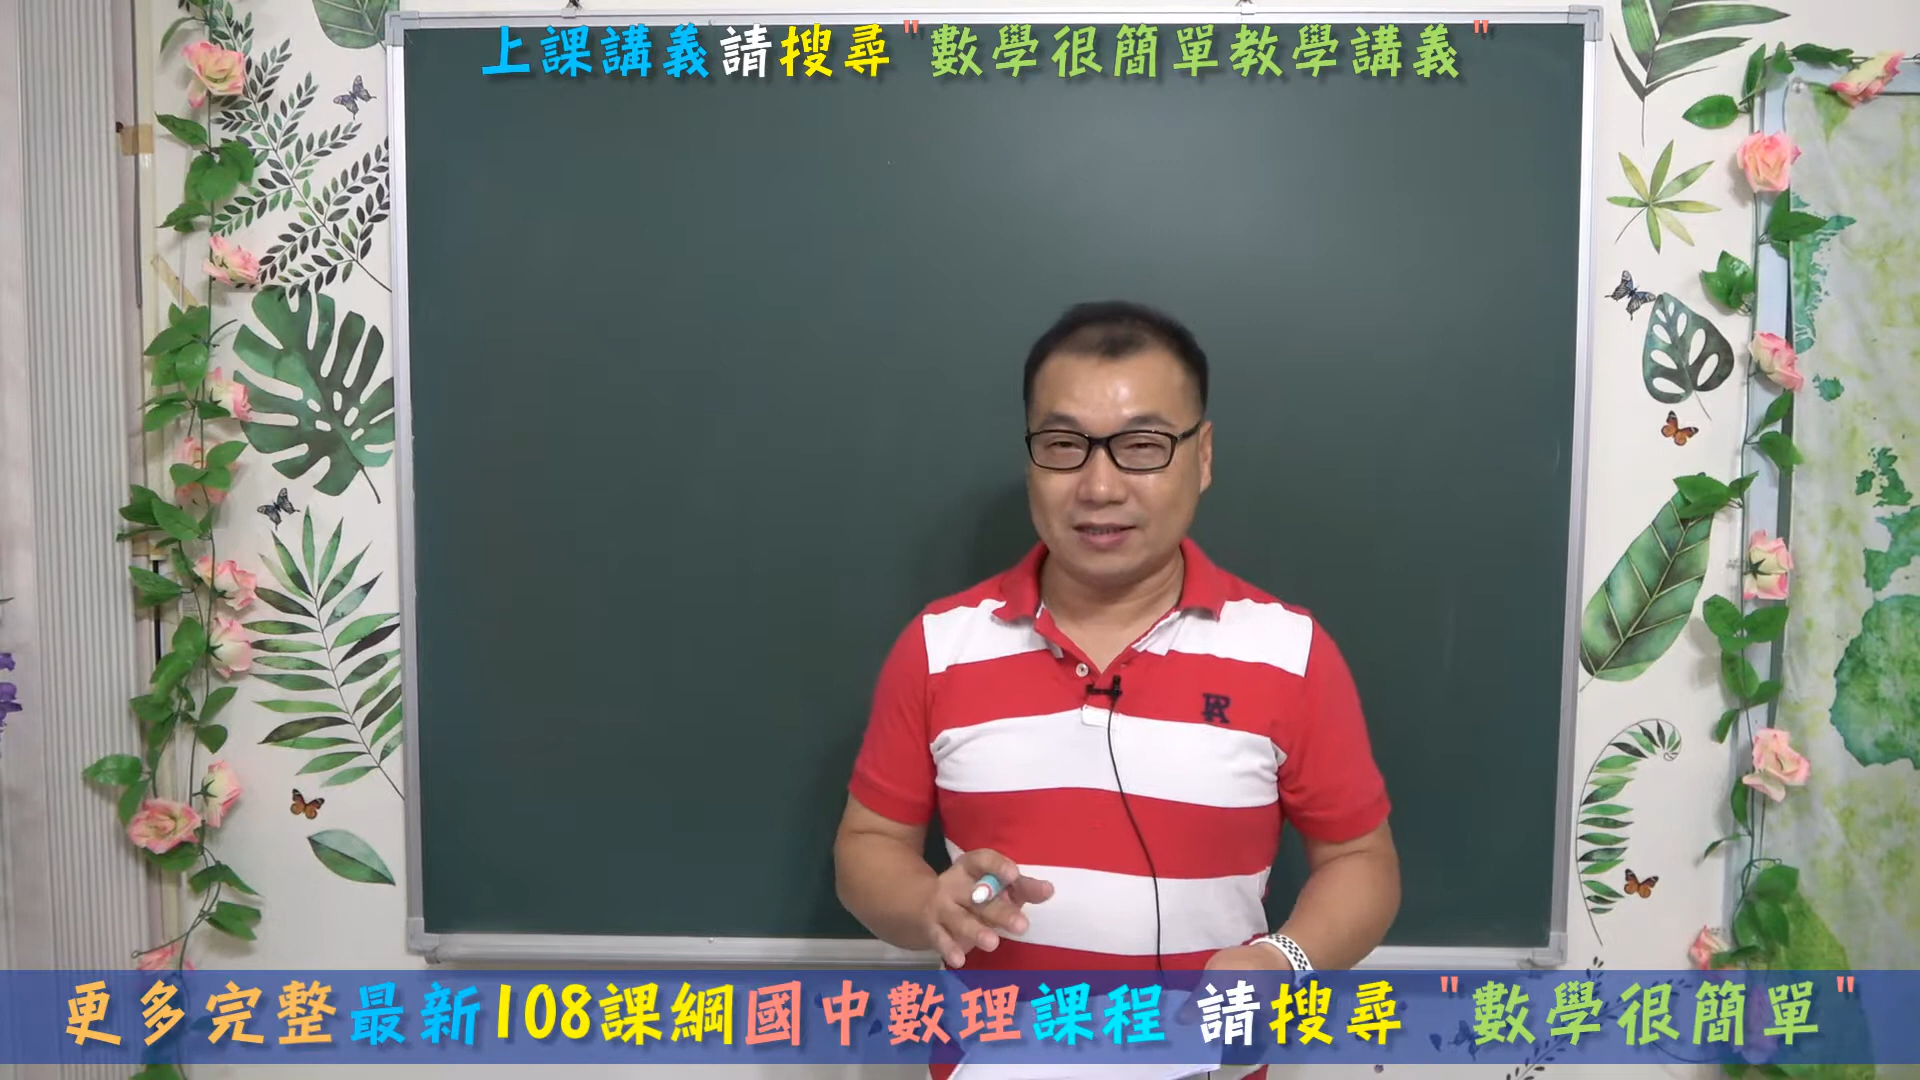 上課講義請搜尋"數學很簡單教學講義"
更多完整最新108課綱國中數理課程 請搜尋 "數學很簡單"